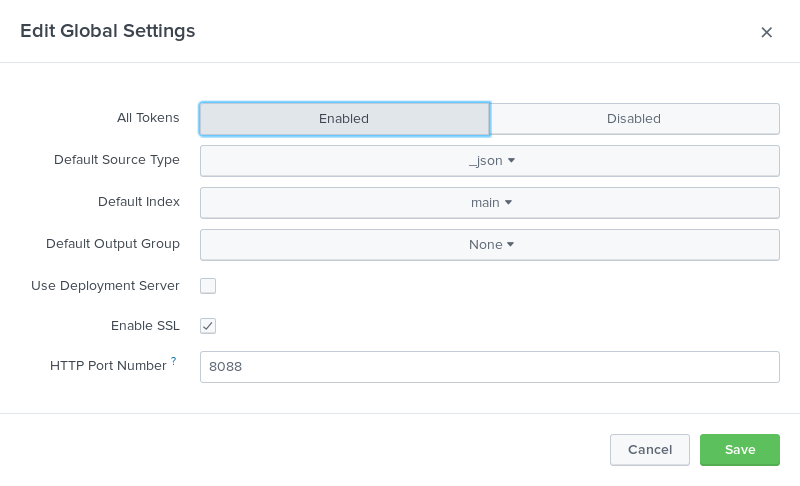 Edit Global Settings
All Tokens Enabled Disabled
Default Source Type _json
Default Index main
Default Output Group None
Use Deployment Server
Enable SSL
HTTP Port Number ? 8088
Cancel Save